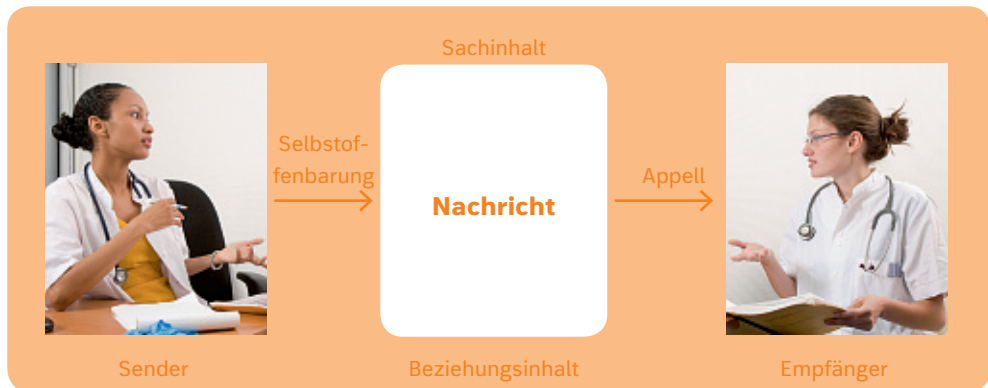 Sachinhalt
Selbstof-
fenbarung
Nachricht
Appell
Sender
Beziehungsinhalt
Empfänger